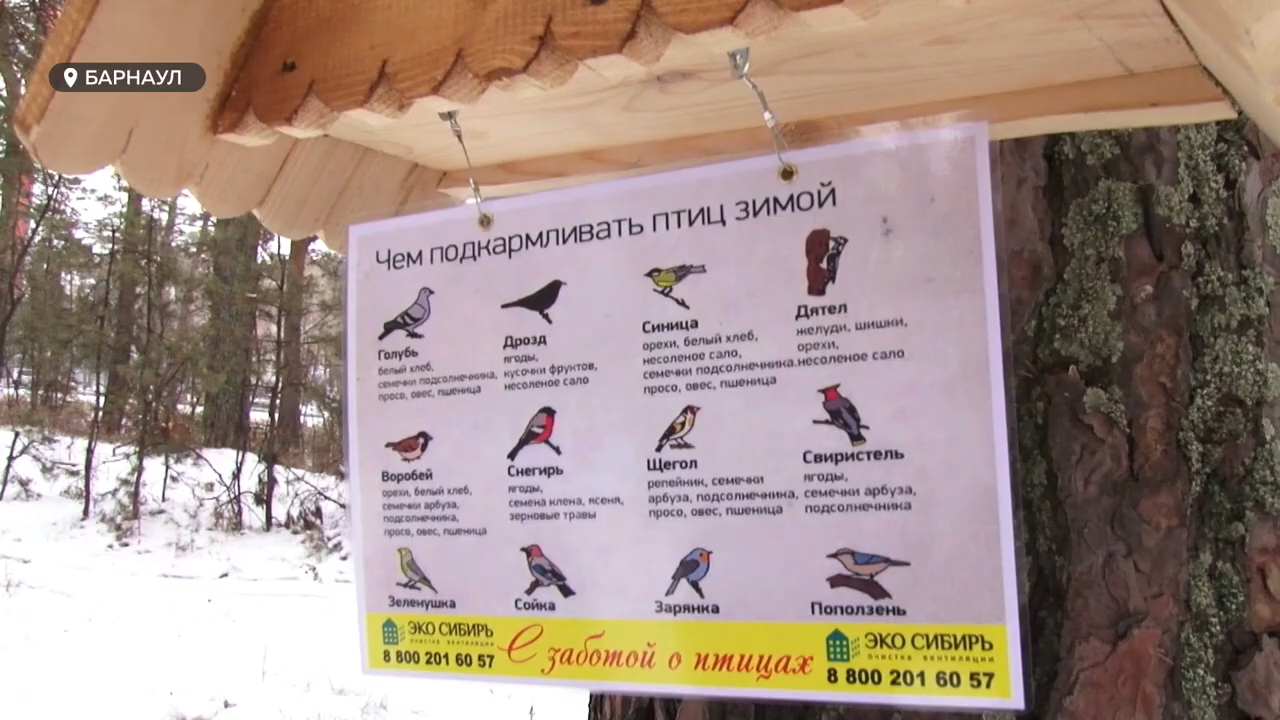 БАРНАУЛ
Чем подкармливать птиц зимой
Голубь
белый хлеб,
семечки подсолнечника,
просо, овес, пшеница
Дрозд
ягоды,
кусочки фруктов,
несоленое сало
Синица
орехи, белый хлеб,
несоленое сало,
семечки подсолнечника.
просо, овес, пшеница
Дятел
желуди, шишки,
орехи,
несоленое сало
Воробей
орехи, белый хлеб,
семечки арбуза,
подсолнечника,
просо, овес, пшеница
Снегирь
ягоды,
семена клена, ясеня,
зерновые травы
Щегол
репейник, семечки
арбуза, подсолнечника,
просо, овес, пшеница
Свиристель
ягоды,
семечки арбуза,
подсолнечника
Зеленушка
Сойка
Зарянка
Поползень
ЭКО СИБИРЬ
очистка вентиляции
8 800 201 60 57
С заботой о птицах
ЭКО СИБИРЬ
очистка вентиляции
8 800 201 60 57